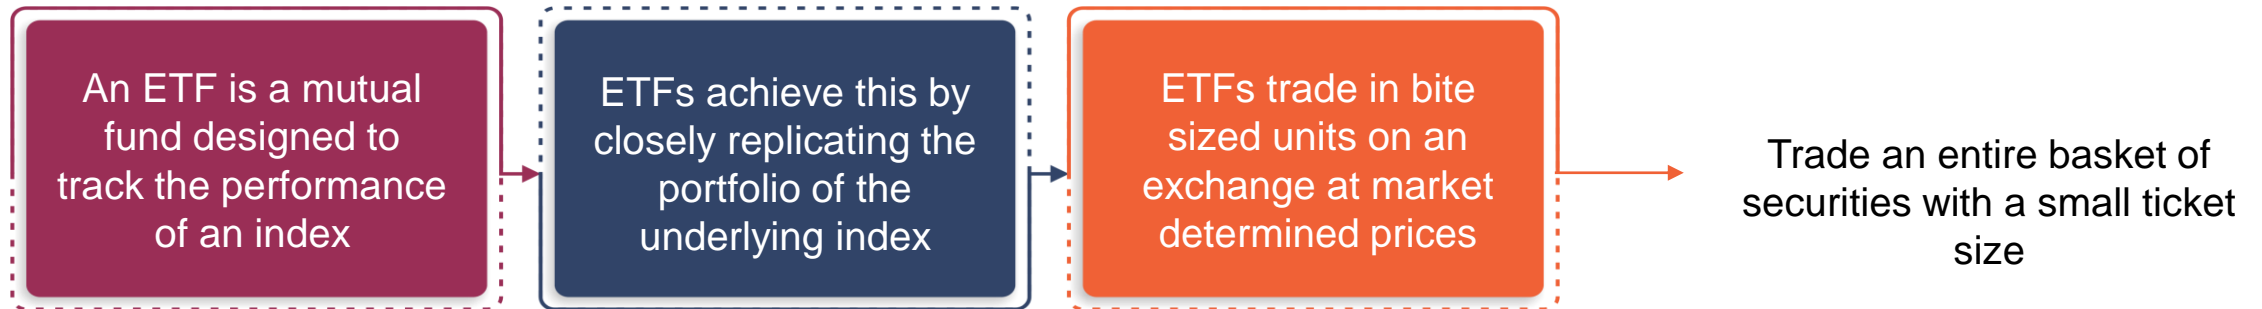 An ETF is a mutual
fund designed to
track the performance
of an index
ETFs achieve this by
closely replicating the
portfolio of the
underlying index
ETFs trade in bite
sized units on an
exchange at market
determined prices
Trade an entire basket of
securities with a small ticket
size